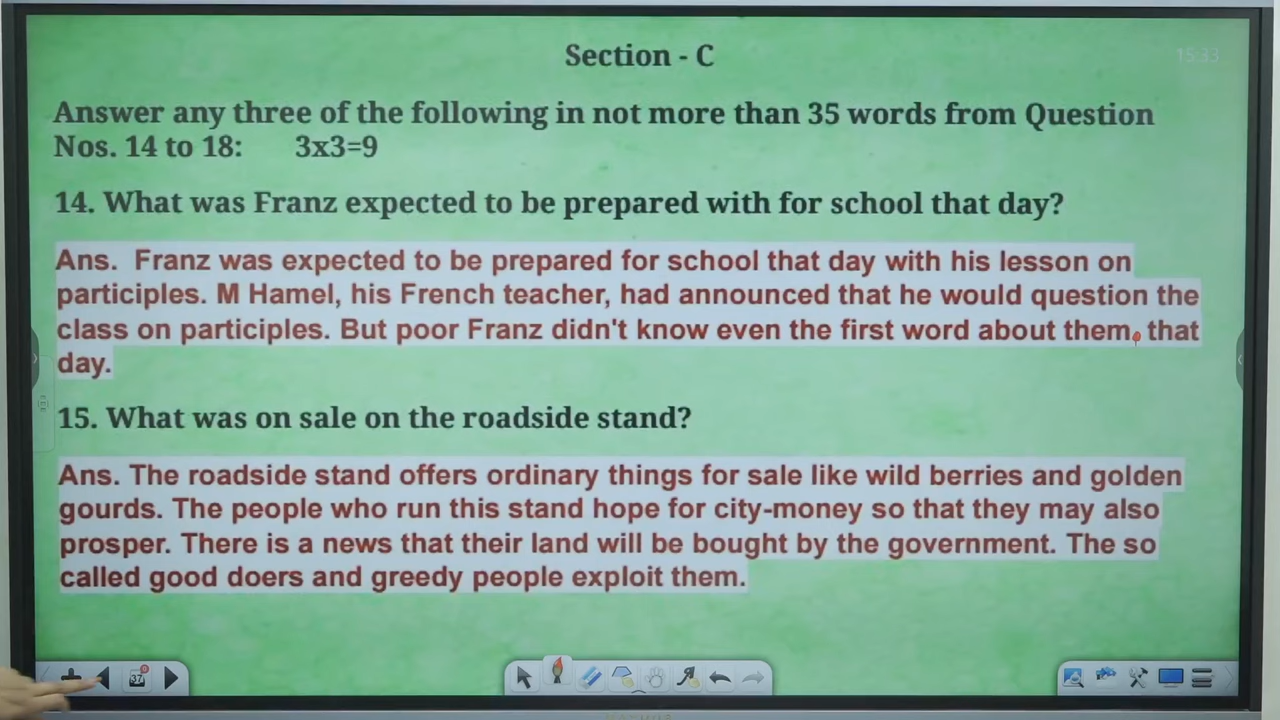 Section - C
15:33
Answer any three of the following in not more than 35 words from Question
Nos. 14 to 18: 3x3=9
14. What was Franz expected to be prepared with for school that day?
Ans. Franz was expected to be prepared for school that day with his lesson on
participles. M Hamel, his French teacher, had announced that he would question the
class on participles. But poor Franz didn't know even the first word about them, that
day.
15. What was on sale on the roadside stand?
Ans. The roadside stand offers ordinary things for sale like wild berries and golden
gourds. The people who run this stand hope for city-money so that they may also
prosper. There is a news that their land will be bought by the government. The so
called good doers and greedy people exploit them.
37